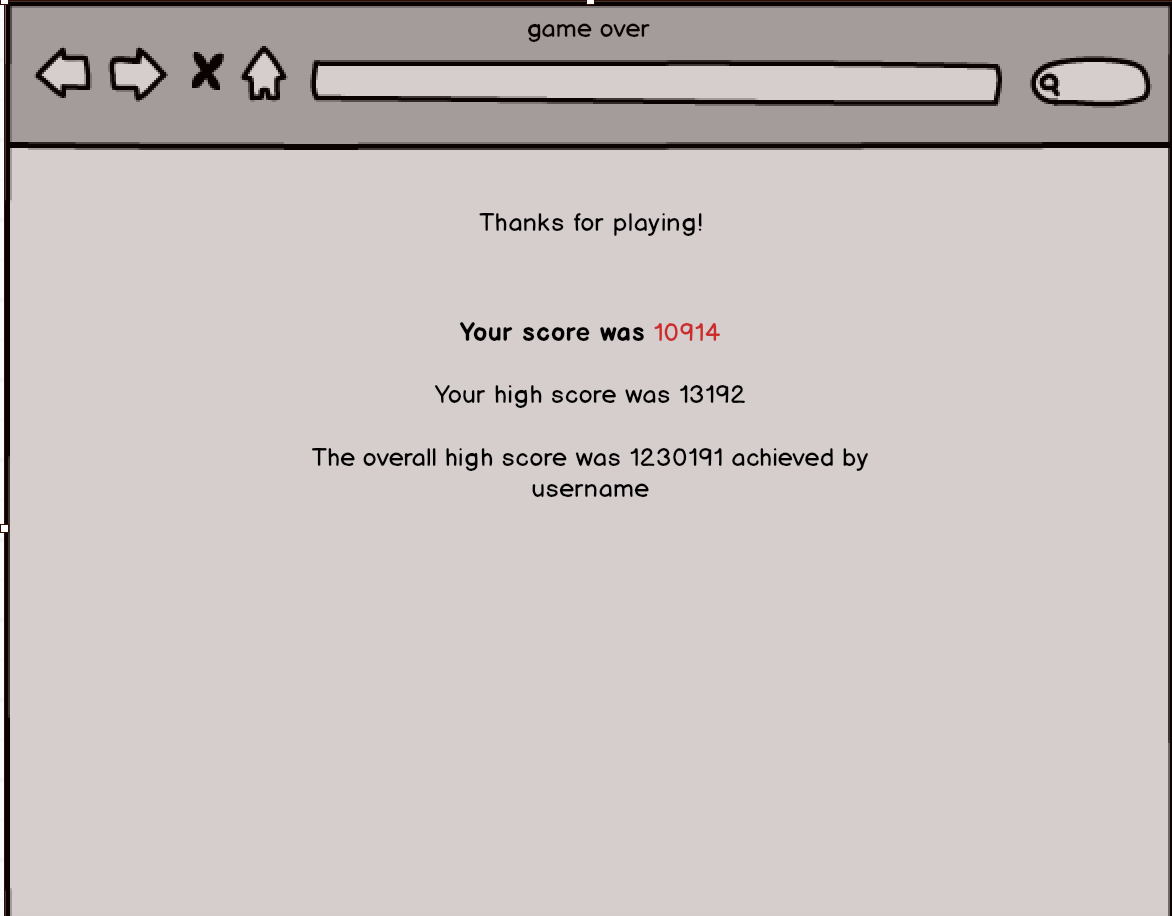 game over
Thanks for playing!
Your score was 10914
Your high score was 13192
The overall high score was 1230191 achieved by
username